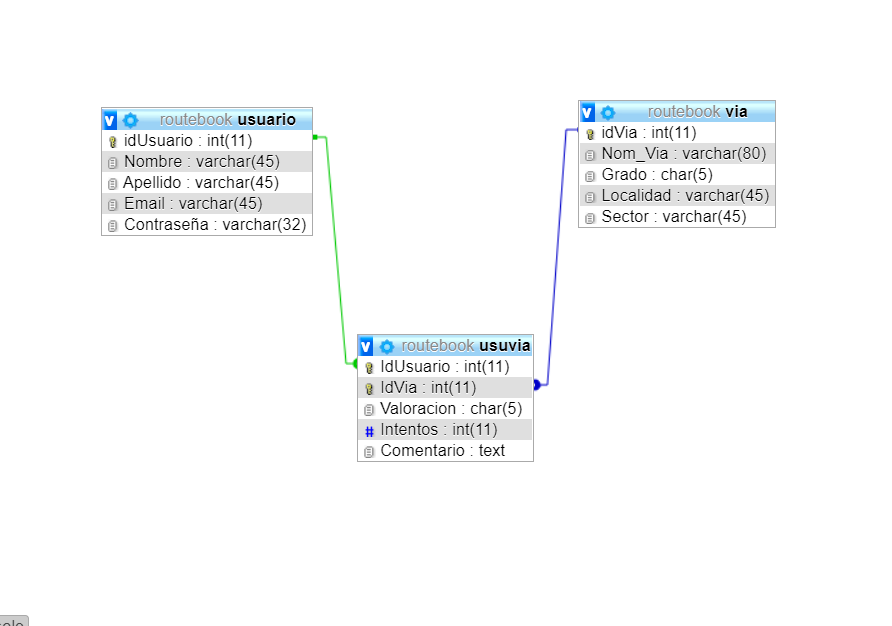 routebook usuario
idUsuario : int(11)
Nombre : varchar(45)
Apellido : varchar(45)
Email : varchar(45)
Contraseña : varchar(32)
routebook via
idVia : int(11)
Nom_Via : varchar(80)
Grado : char(5)
Localidad : varchar(45)
Sector : varchar(45)
routebook usuvia
IdUsuario : int(11)
IdVia : int(11)
Valoracion : char(5)
# Intentos : int(11)
Comentario : text